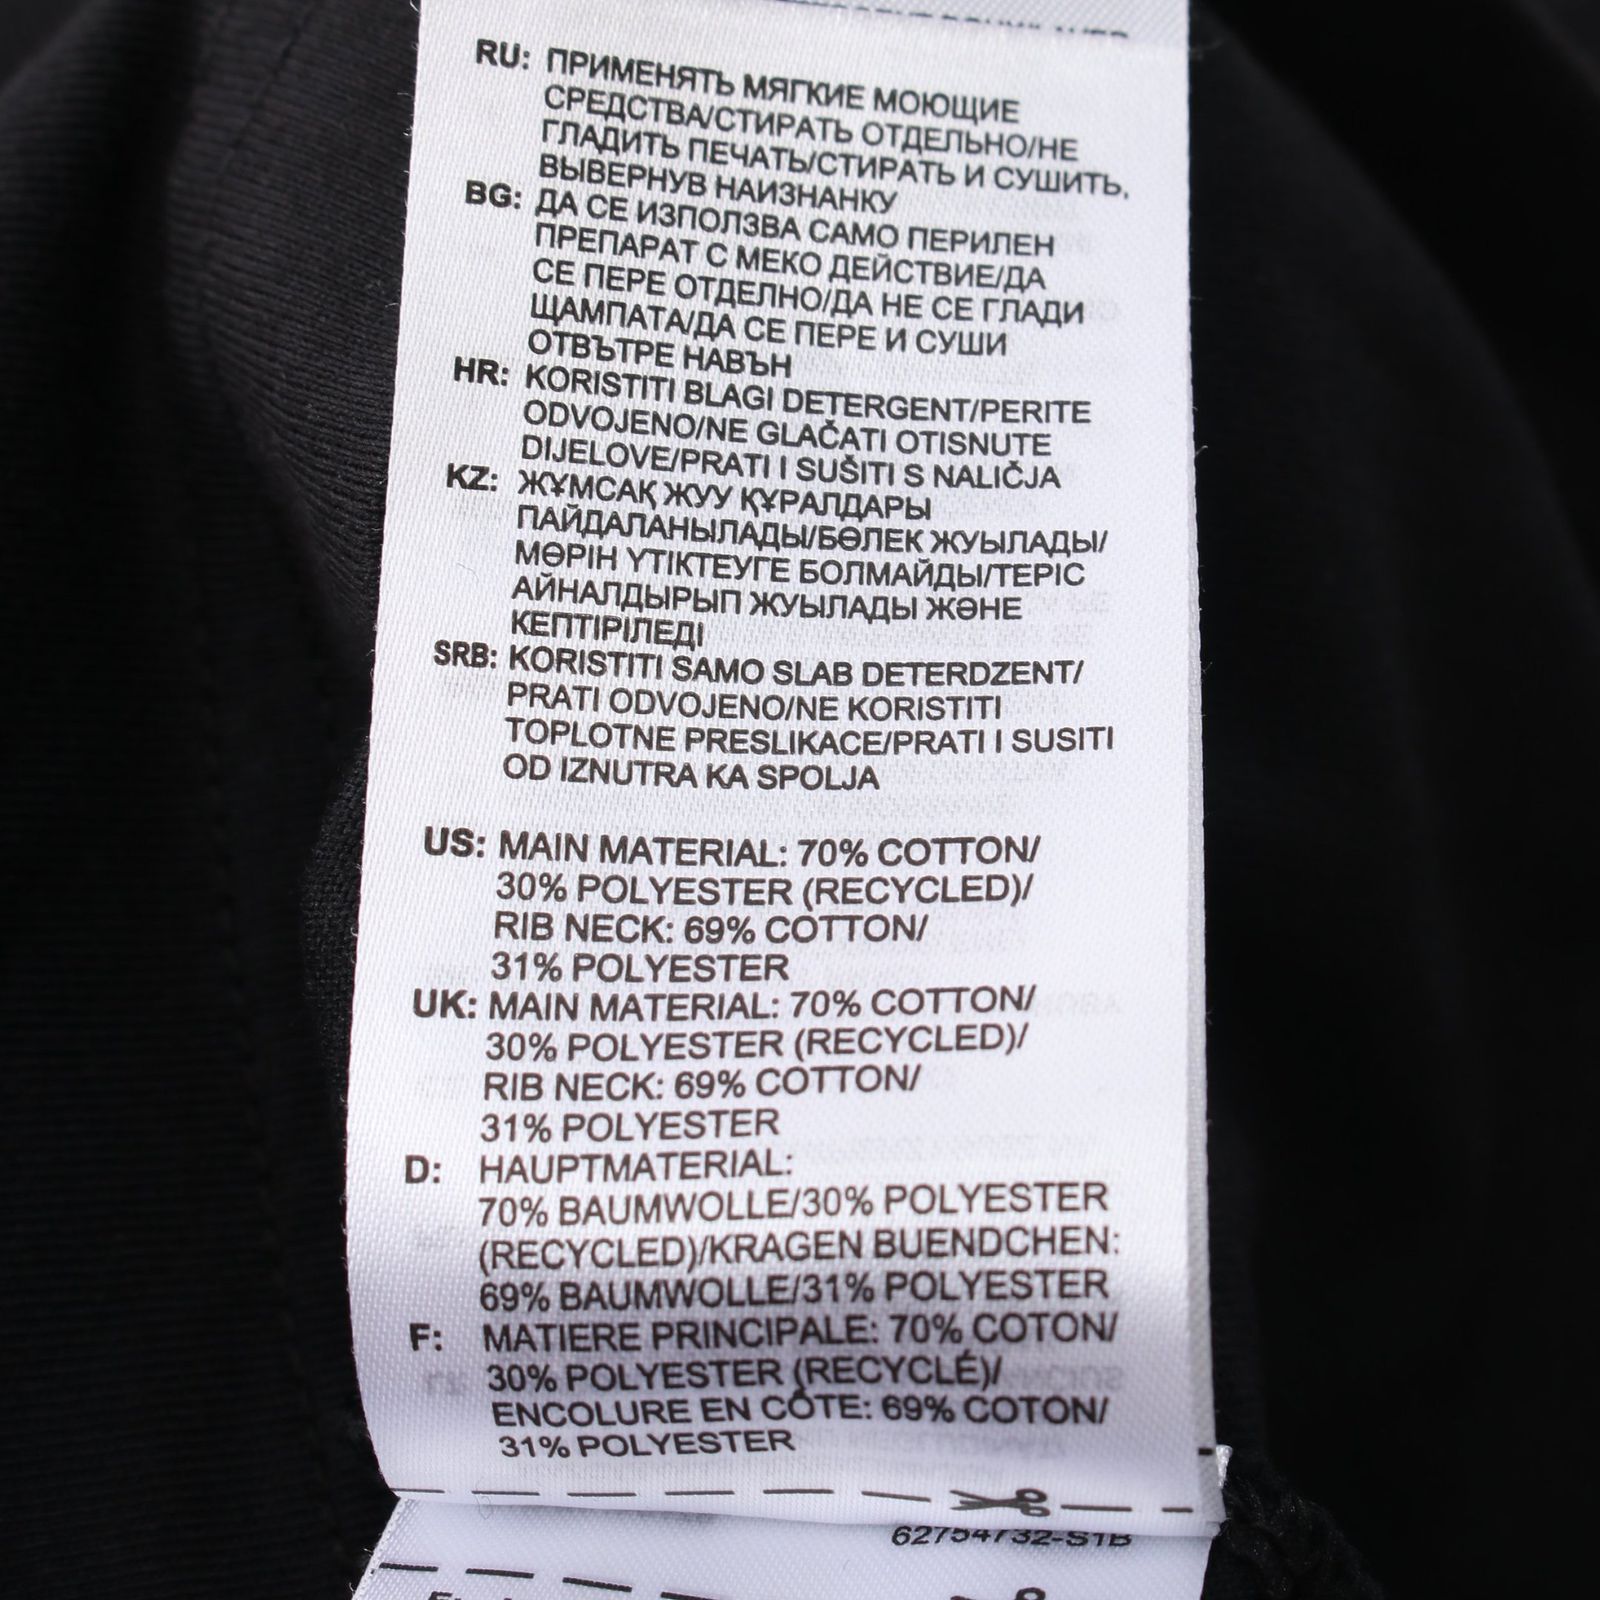 RU: ПРИМЕНЯТЬ МЯГКИЕ МОЮЩИЕ
СРЕДСТВА/СТИРАТЬ ОТДЕЛЬНО/НЕ
ГЛАДИТЬ ПЕЧАТЬ/СТИРАТЬ И СУШИТЬ,
ВЫВЕРНУВ НАИЗНАНКУ
BG: ДА СЕ ИЗПОЛЗВА САМО ПЕРИЛЕН
ПРЕПАРАТ С МЕКО ДЕЙСТВИЕ/ДА
СЕ ПЕРЕ ОТДЕЛНО/ДА НЕ СЕ ГЛАДИ
ЩАМПАТА/ДА СЕ ПЕРЕ И СУШИ
ОТВЪТРЕ НАВЪН
HR: KORISTITI BLAGI DETERGENT/PERITE
ODVOJENO/NE GLAČATI OTISNUTE
DIJELOVE/PRATI I SUŠITI S NALIČJA
KZ: ЖҰМСАҚ ЖУУ ҚҰРАЛДАРЫ
ПАЙДАЛАНЫЛАДЫ/БӨЛЕК ЖУЫЛАДЫ/
МӨРІН ҮТІКТЕУГЕ БОЛМАЙДЫ/ТЕРІС
АЙНАЛДЫРЫП ЖУЫЛАДЫ ЖӘНЕ
КЕПТІРІЛЕДІ
SRB: KORISTITI SAMO SLAB DETERDZENT/
PRATI ODVOJENO/NE KORISTITI
TOPLOTNE PRESLIKACE/PRATI I SUSITI
OD IZNUTRA KA SPOLJA
US: MAIN MATERIAL: 70% COTTON/
30% POLYESTER (RECYCLED)/
RIB NECK: 69% COTTON/
31% POLYESTER
UK: MAIN MATERIAL: 70% COTTON/
30% POLYESTER (RECYCLED)/
RIB NECK: 69% COTTON/
31% POLYESTER
D: HAUPTMATERIAL:
70% BAUMWOLLE/30% POLYESTER
(RECYCLED)/KRAGEN BUENDCHEN:
69% BAUMWOLLE/31% POLYESTER
F: MATIERE PRINCIPALE: 70% COTON/
30% POLYESTER (RECYCLÉ)/
ENCOLURE EN CÔTE: 69% COTON/
31% POLYESTER
62754732-S1B